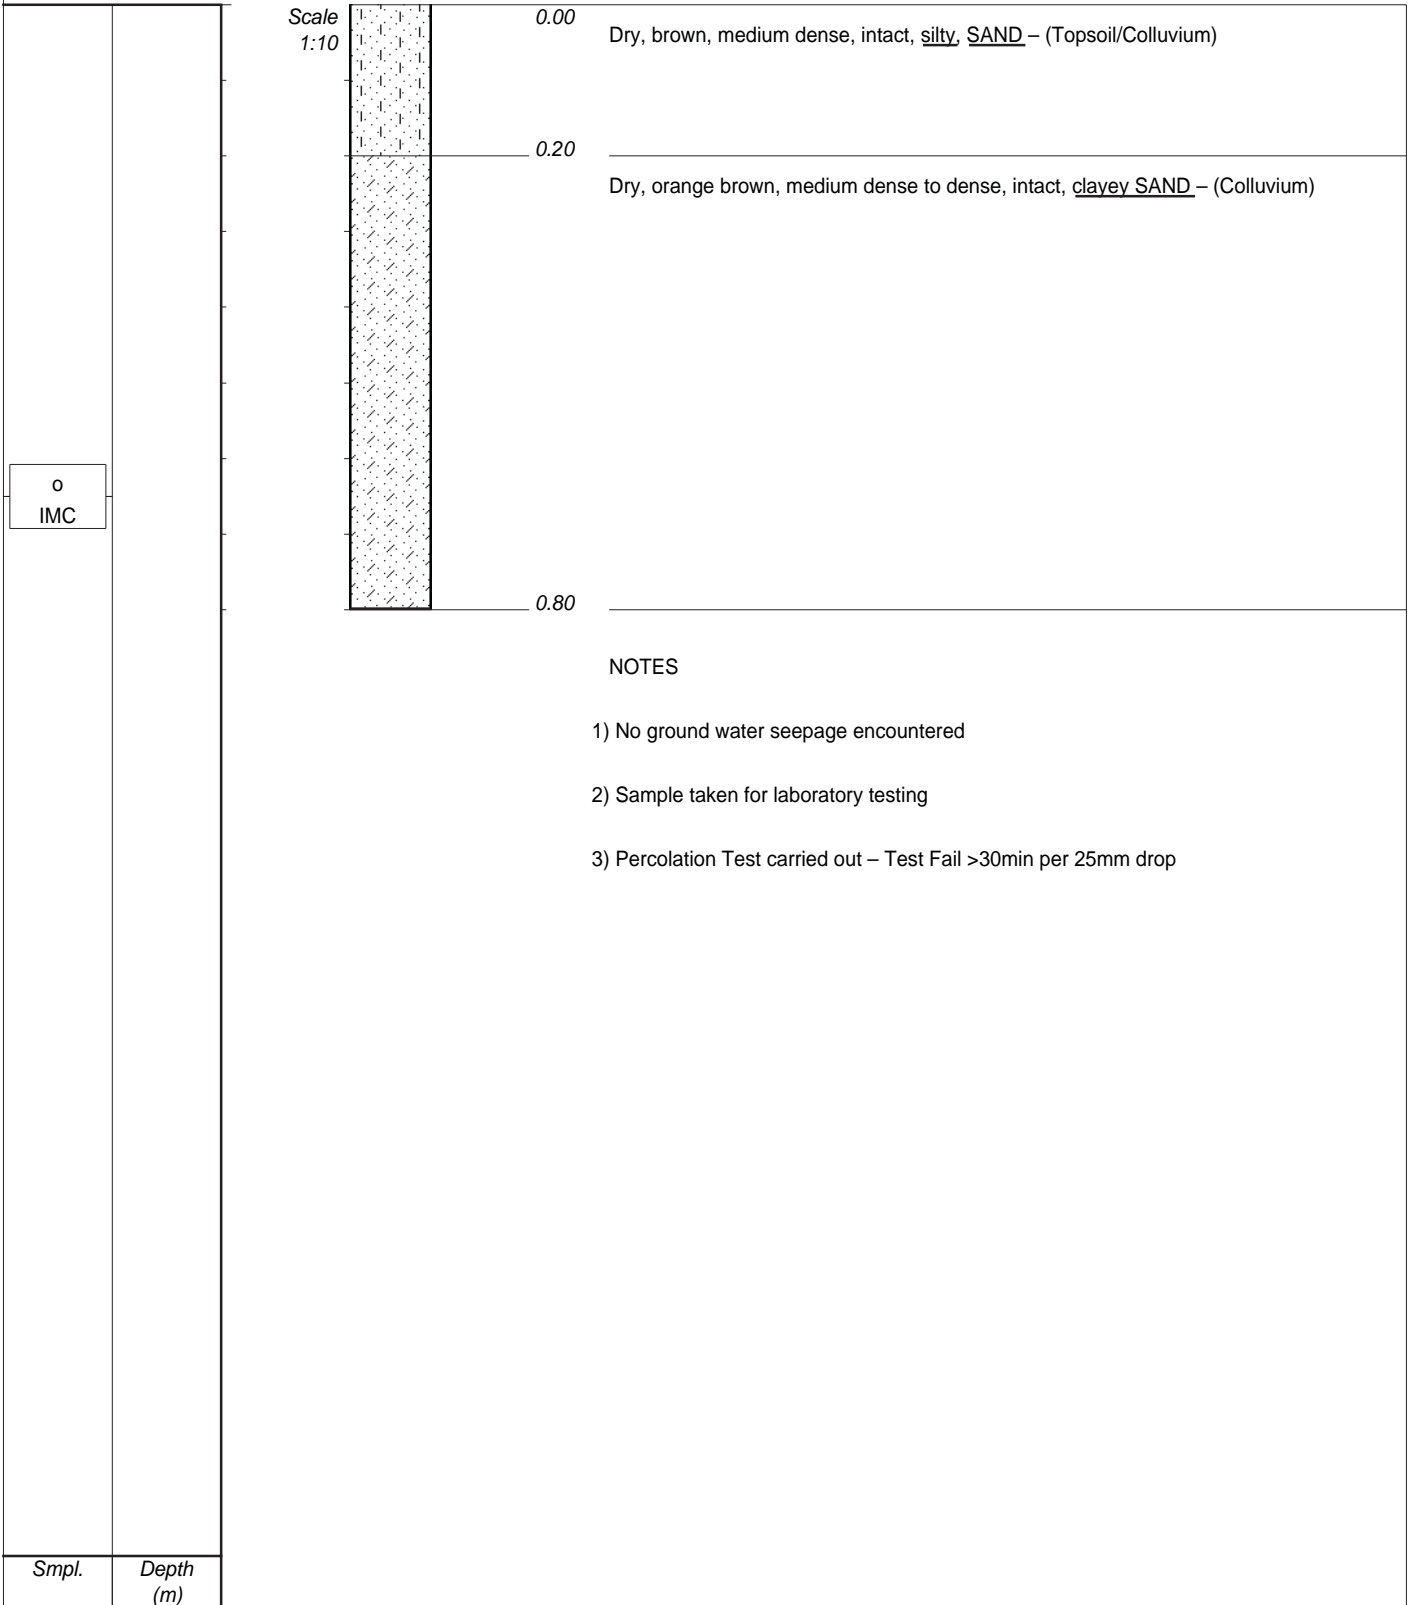 Scale
1:10
0.00
Dry, brown, medium dense, intact, silty, SAND – (Topsoil/Colluvium)
0.20
Dry, orange brown, medium dense to dense, intact, clayey SAND – (Colluvium)
o
IMC
0.80
NOTES
1) No ground water seepage encountered
2) Sample taken for laboratory testing
3) Percolation Test carried out – Test Fail >30min per 25mm drop
Smpl.
Depth
(m)